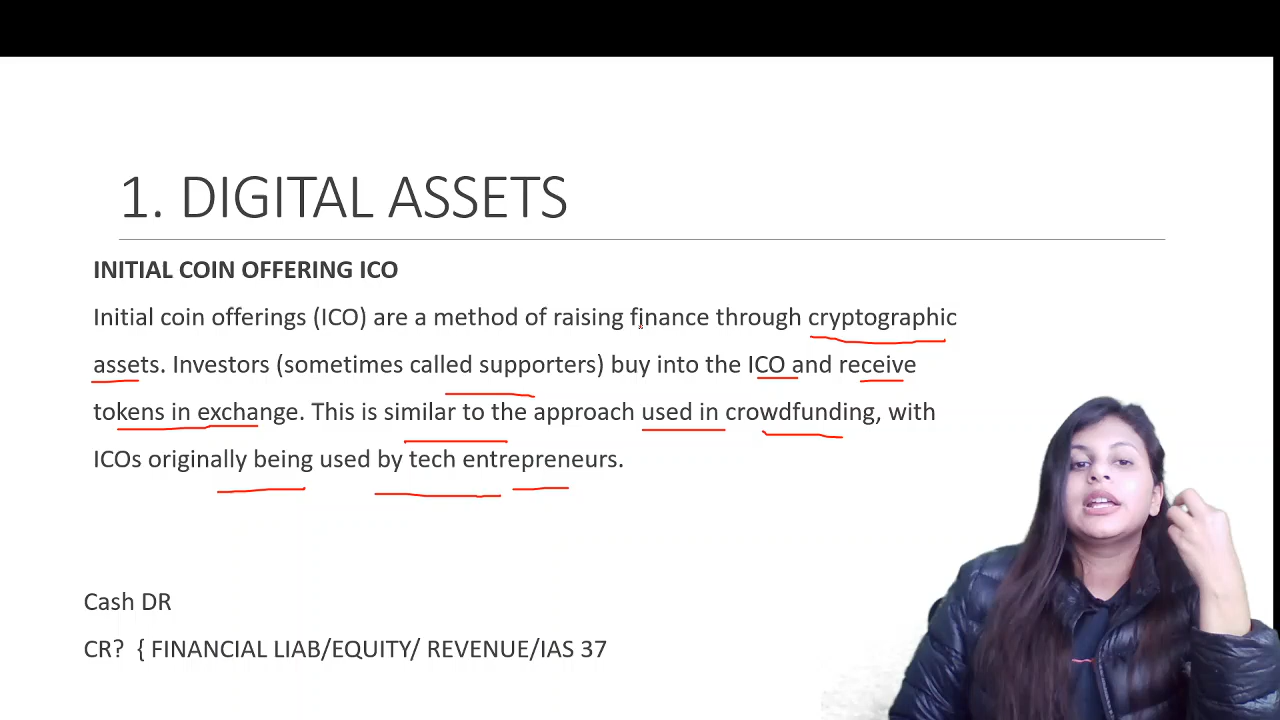 1. DIGITAL ASSETS
INITIAL COIN OFFERING ICO
Initial coin offerings (ICO) are a method of raising finance through cryptographic
assets. Investors (sometimes called supporters) buy into the ICO and receive
tokens in exchange. This is similar to the approach used in crowdfunding, with
ICOs originally being used by tech entrepreneurs.
Cash DR
CR? { FINANCIAL LIAB/EQUITY/ REVENUE/IAS 37